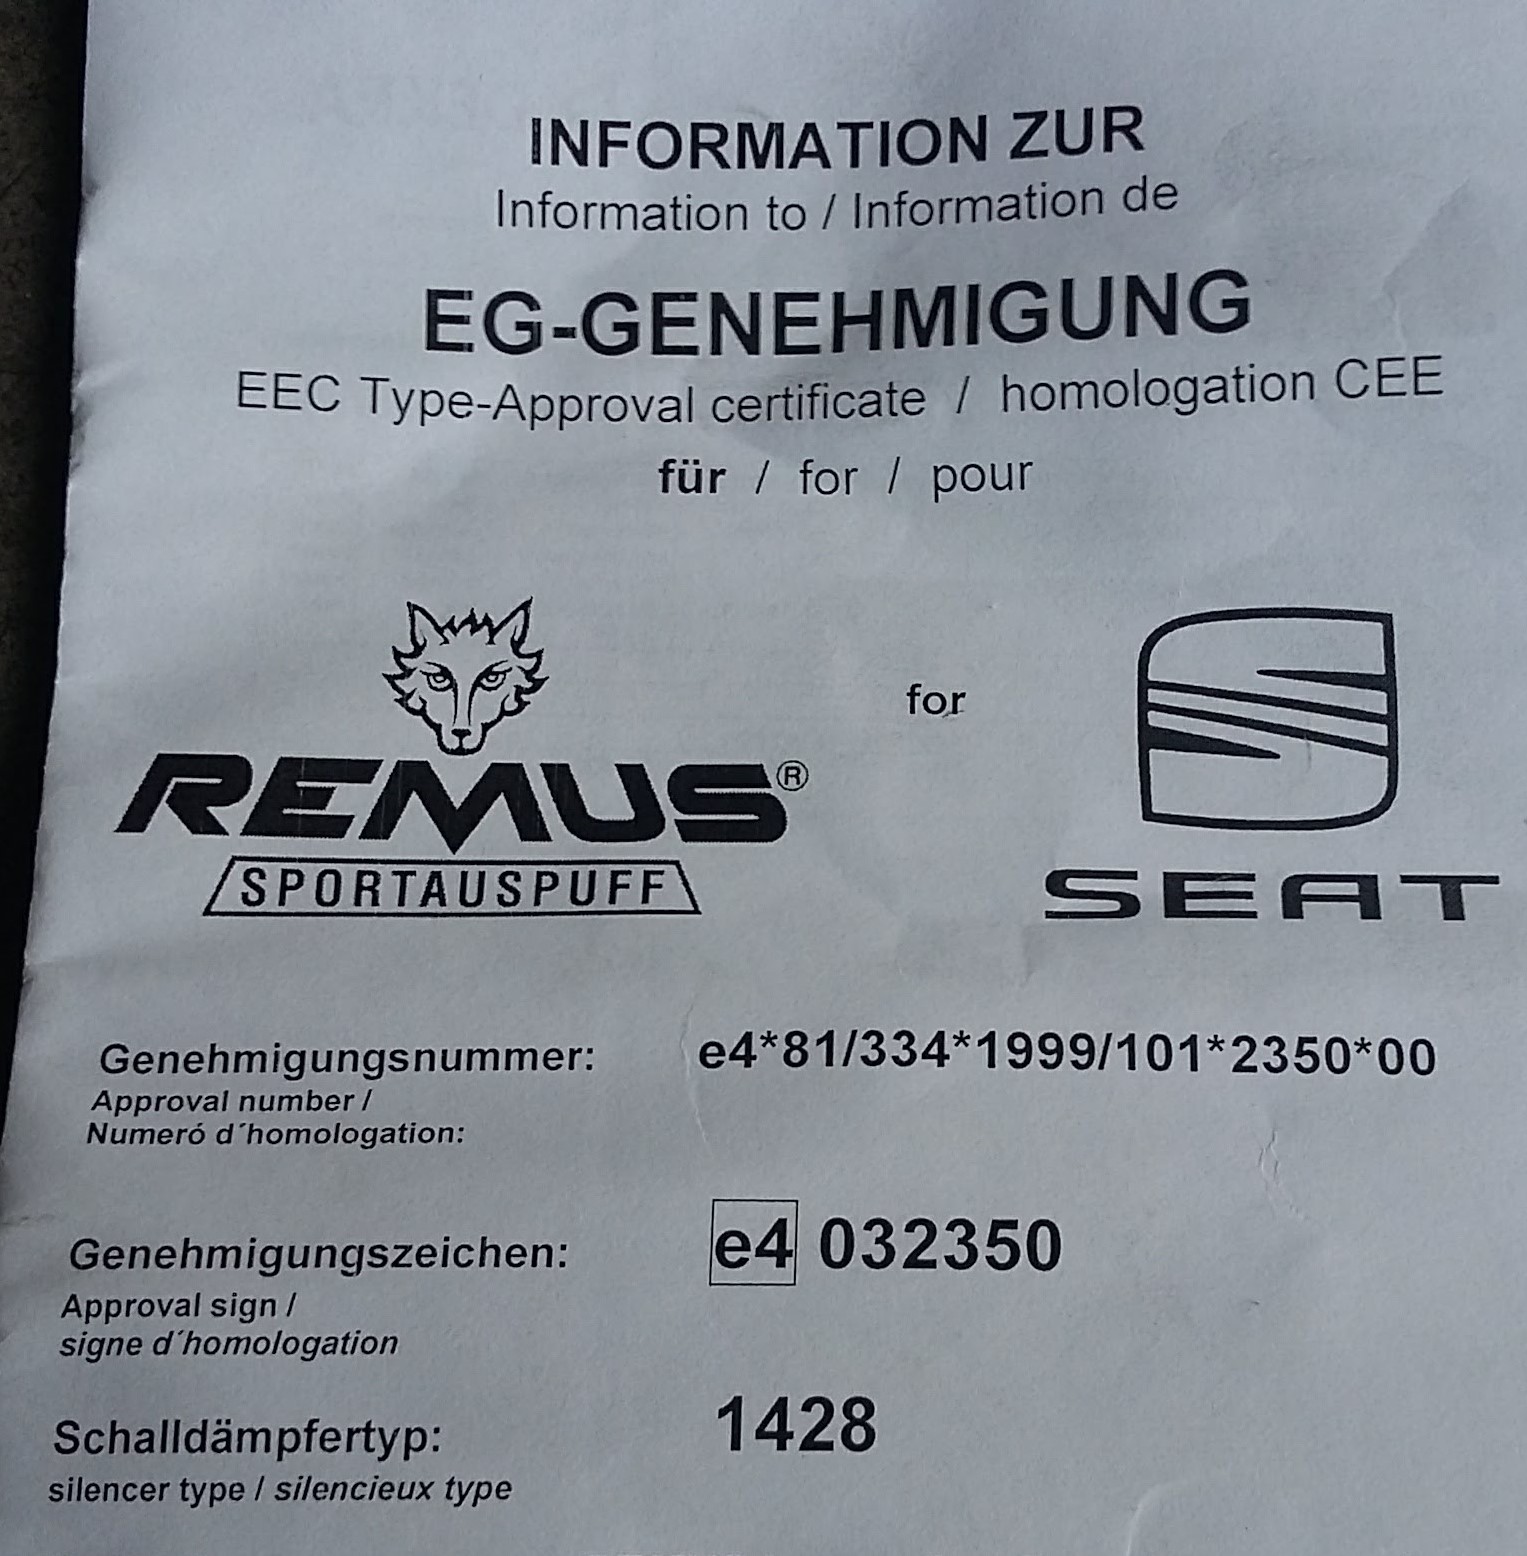 INFORMATION ZUR
Information to / Information de
EG-GENEHMIGUNG
EEC Type-Approval certificate / homologation CEE
für / for / pour
for
REMUS®
SPORTAUSPUFF
SEAT
Genehmigungsnummer: e4*81/334*1999/101*2350*00
Approval number /
Numeró d´homologation:
Genehmigungszeichen: e4 032350
Approval sign /
signe d´homologation
Schalldämpfertyp: 1428
silencer type / silencieux type